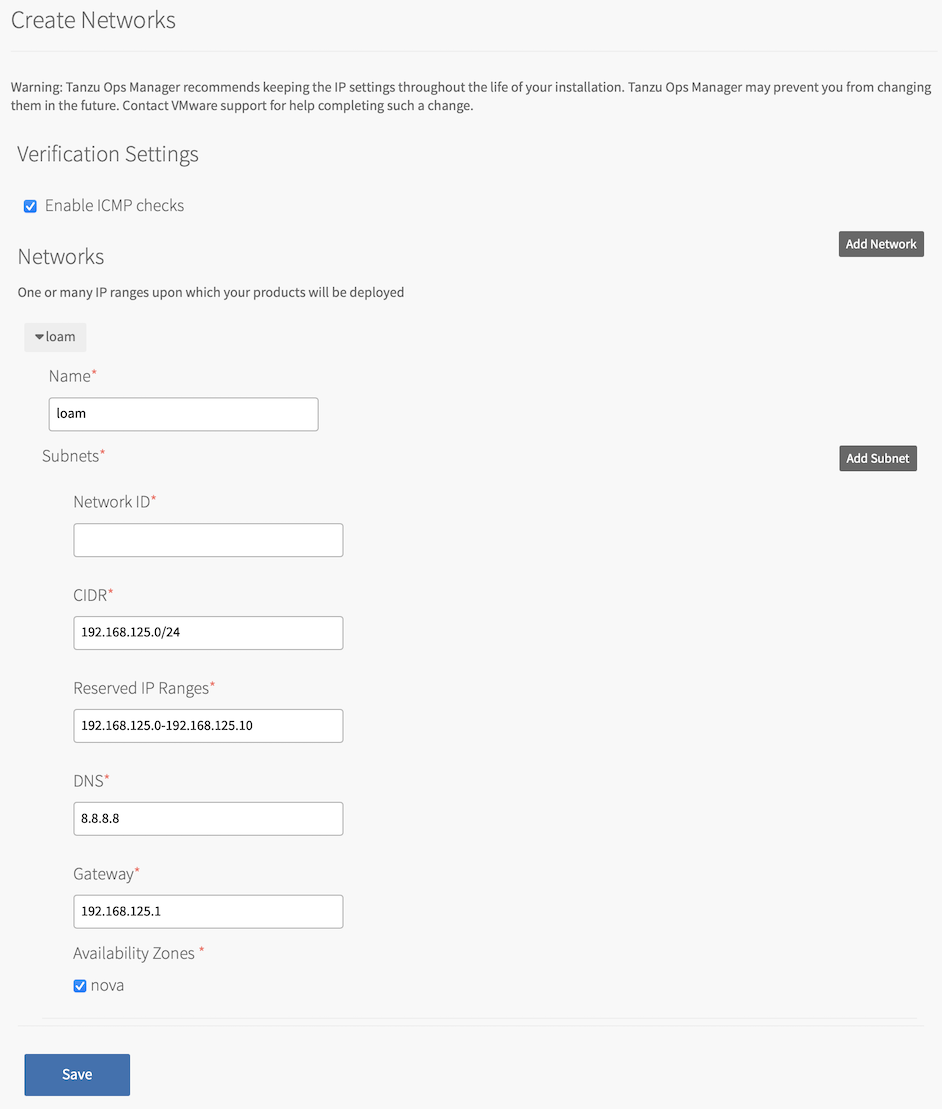 Create Networks
Warning: Tanzu Ops Manager recommends keeping the IP settings throughout the life of your installation. Tanzu Ops Manager may prevent you from changing
them in the future. Contact VMware support for help completing such a change.
Verification Settings
Enable ICMP checks
Add Network
Networks
One or many IP ranges upon which your products will be deployed
loam
Name*
loam
Subnets*
Add Subnet
Network ID*
CIDR*
192.168.125.0/24
Reserved IP Ranges*
192.168.125.0-192.168.125.10
DNS*
8.8.8.8
Gateway*
192.168.125.1
Availability Zones *
nova
Save